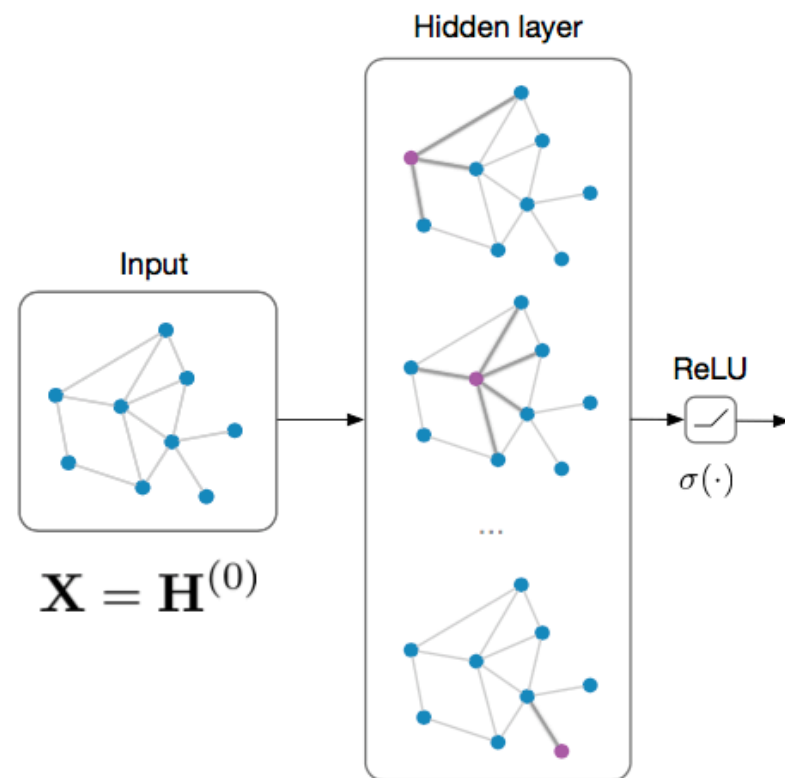 Hidden layer
Input
ReLU
σ(·)
...
X = H^(0)